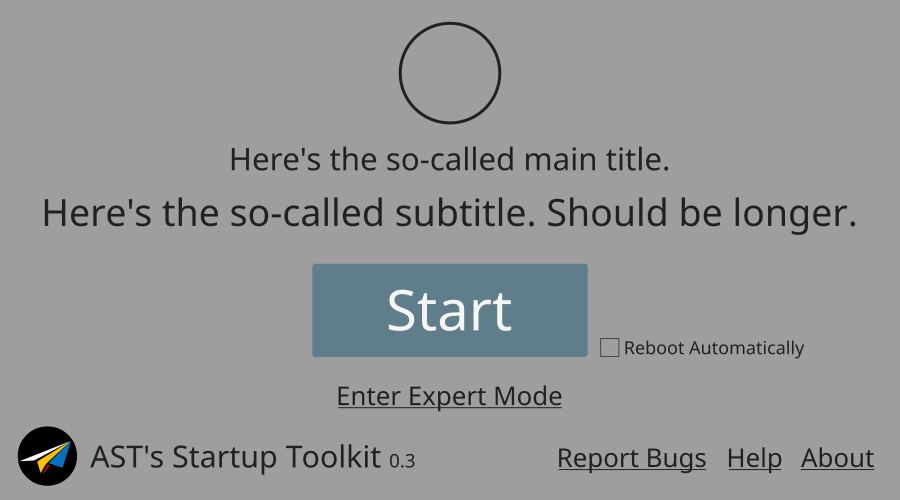 Here's the so-called main title.
Here's the so-called subtitle. Should be longer.
Start
Reboot Automatically
Enter Expert Mode
AST's Startup Toolkit 0.3
Report Bugs Help About